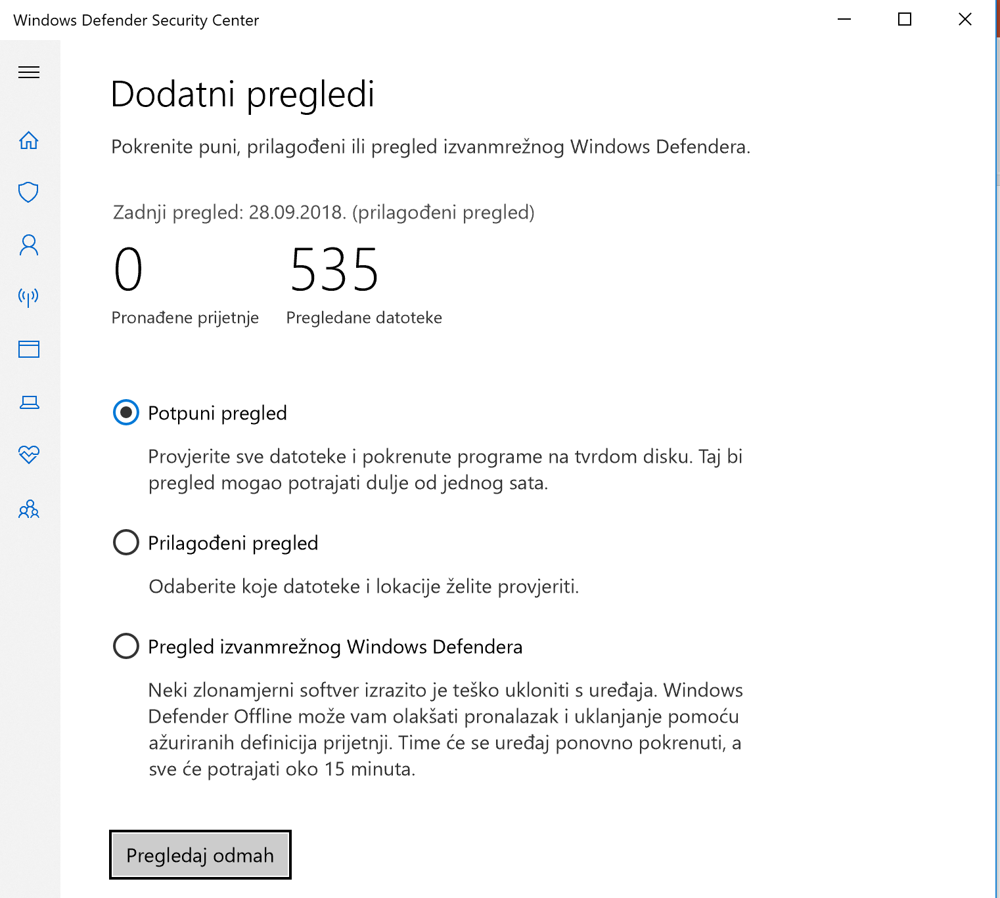 Windows Defender Security Center
Dodatni pregledi
Pokrenite puni, prilagođeni ili pregled izvanmrežnog Windows Defendera.
Zadnji pregled: 28.09.2018. (prilagođeni pregled)
0 535
Pronađene prijetnje Pregledane datoteke
Potpuni pregled
Provjerite sve datoteke i pokrenute programe na tvrdom disku. Taj bi
pregled mogao potrajati dulje od jednog sata.
Prilagođeni pregled
Odaberite koje datoteke i lokacije želite provjeriti.
Pregled izvanmrežnog Windows Defendera
Neki zlonamjerni softver izrazito je teško ukloniti s uređaja. Windows
Defender Offline može vam olakšati pronalazak i uklanjanje pomoću
ažuriranih definicija prijetnji. Time će se uređaj ponovno pokrenuti, a
sve će potrajati oko 15 minuta.
Pregledaj odmah